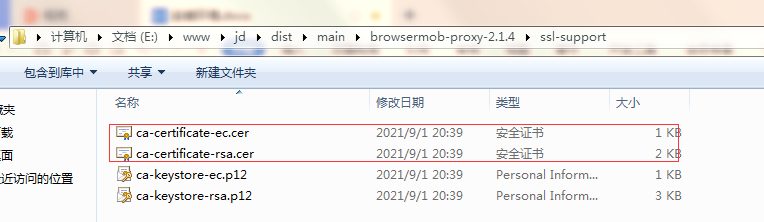 计算机 ▸ 文档 (E:) ▸ www ▸ jd ▸ dist ▸ main ▸ browsermob-proxy-2.1.4 ▸ ssl-support
包含到库中 共享 新建文件夹
名称 修改日期 类型 大小
ca-certificate-ec.cer 2021/9/1 20:39 安全证书 1 KB
ca-certificate-rsa.cer 2021/9/1 20:39 安全证书 2 KB
ca-keystore-ec.p12 2021/9/1 20:39 Personal Inform... 1 KB
近访问的位置 ca-keystore-rsa.p12 2021/9/1 20:39 Personal Inform... 3 KB